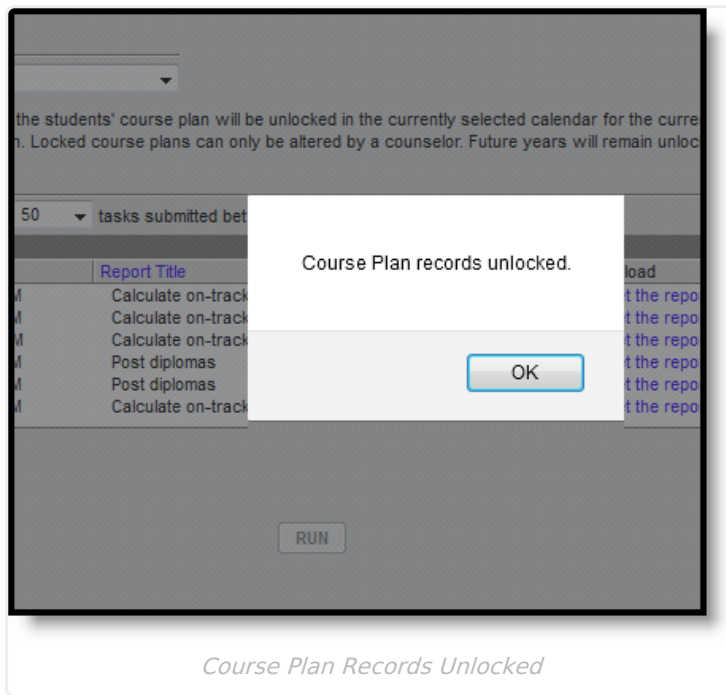 the students' course plan will be unlocked in the currently selected calendar for the curre
n. Locked course plans can only be altered by a counselor. Future years will remain unloc
50 tasks submitted bet
Report Title load
M Calculate on-track t the repo
M Calculate on-track t the repo
M Calculate on-track t the repo
M Post diplomas t the repo
M Post diplomas t the repo
M Calculate on-track t the repo
Course Plan records unlocked.
OK
RUN
Course Plan Records Unlocked